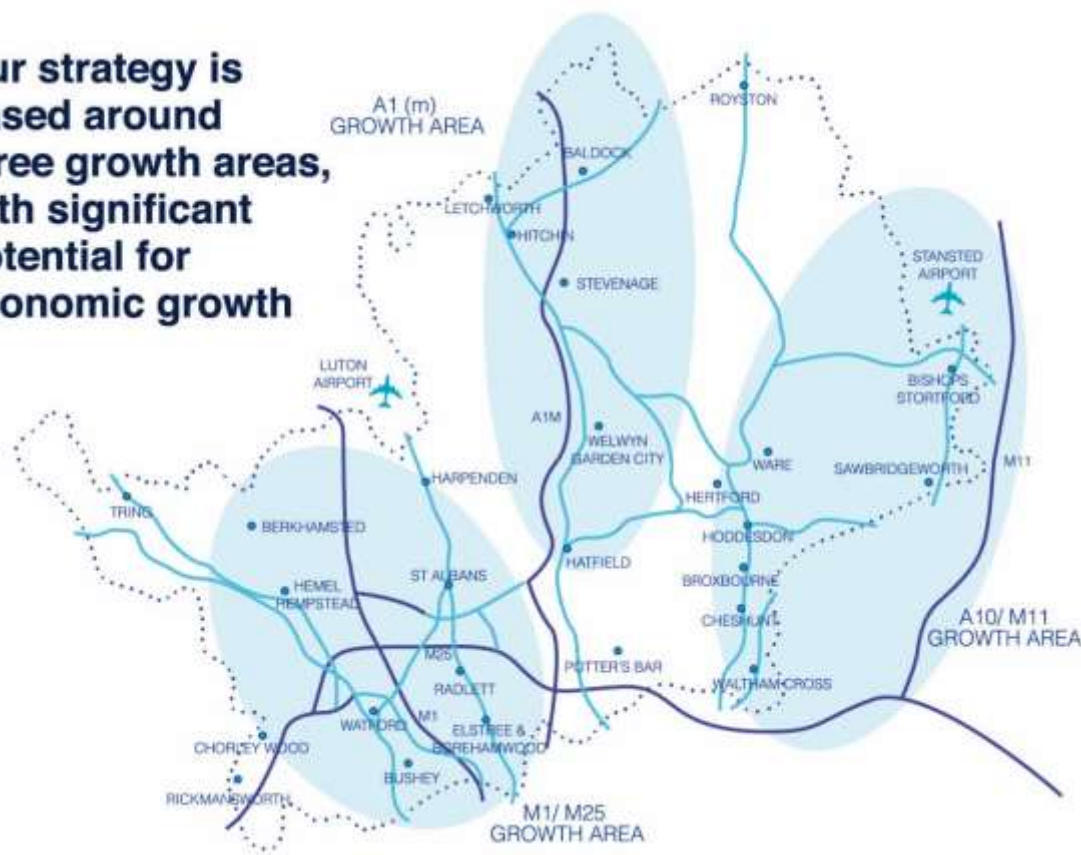 ur strategy is
ased around
ree growth areas,
th significant
otential for
onomic growth
A1 (m)
GROWTH AREA
ROYSTON
BALDOCK
LETCHWORTH
HITCHIN
STEVENAGE
STANSTED
AIRPORT
LUTON
AIRPORT
BISHOPS
STORTFORD
A1M
WELWYN
GARDEN CITY
WARE
SAWBRIDGEWORTH
M11
HARPENDEN
HERTFORD
TRING
BERKHAMSTED
HODDESDON
HATFIELD
ST ALBANS
BROXBOURNE
HEMEL
HEMPSTEAD
CHESHUNT
A10/ M11
GROWTH AREA
M25
POTTER'S BAR
RADLETT
WALTHAM CROSS
WATFORD
M1
ELSTREE &
BOREHAMWOOD
CHORLEY WOOD
BUSHEY
RICKMANSWORTH
M1/ M25
GROWTH AREA